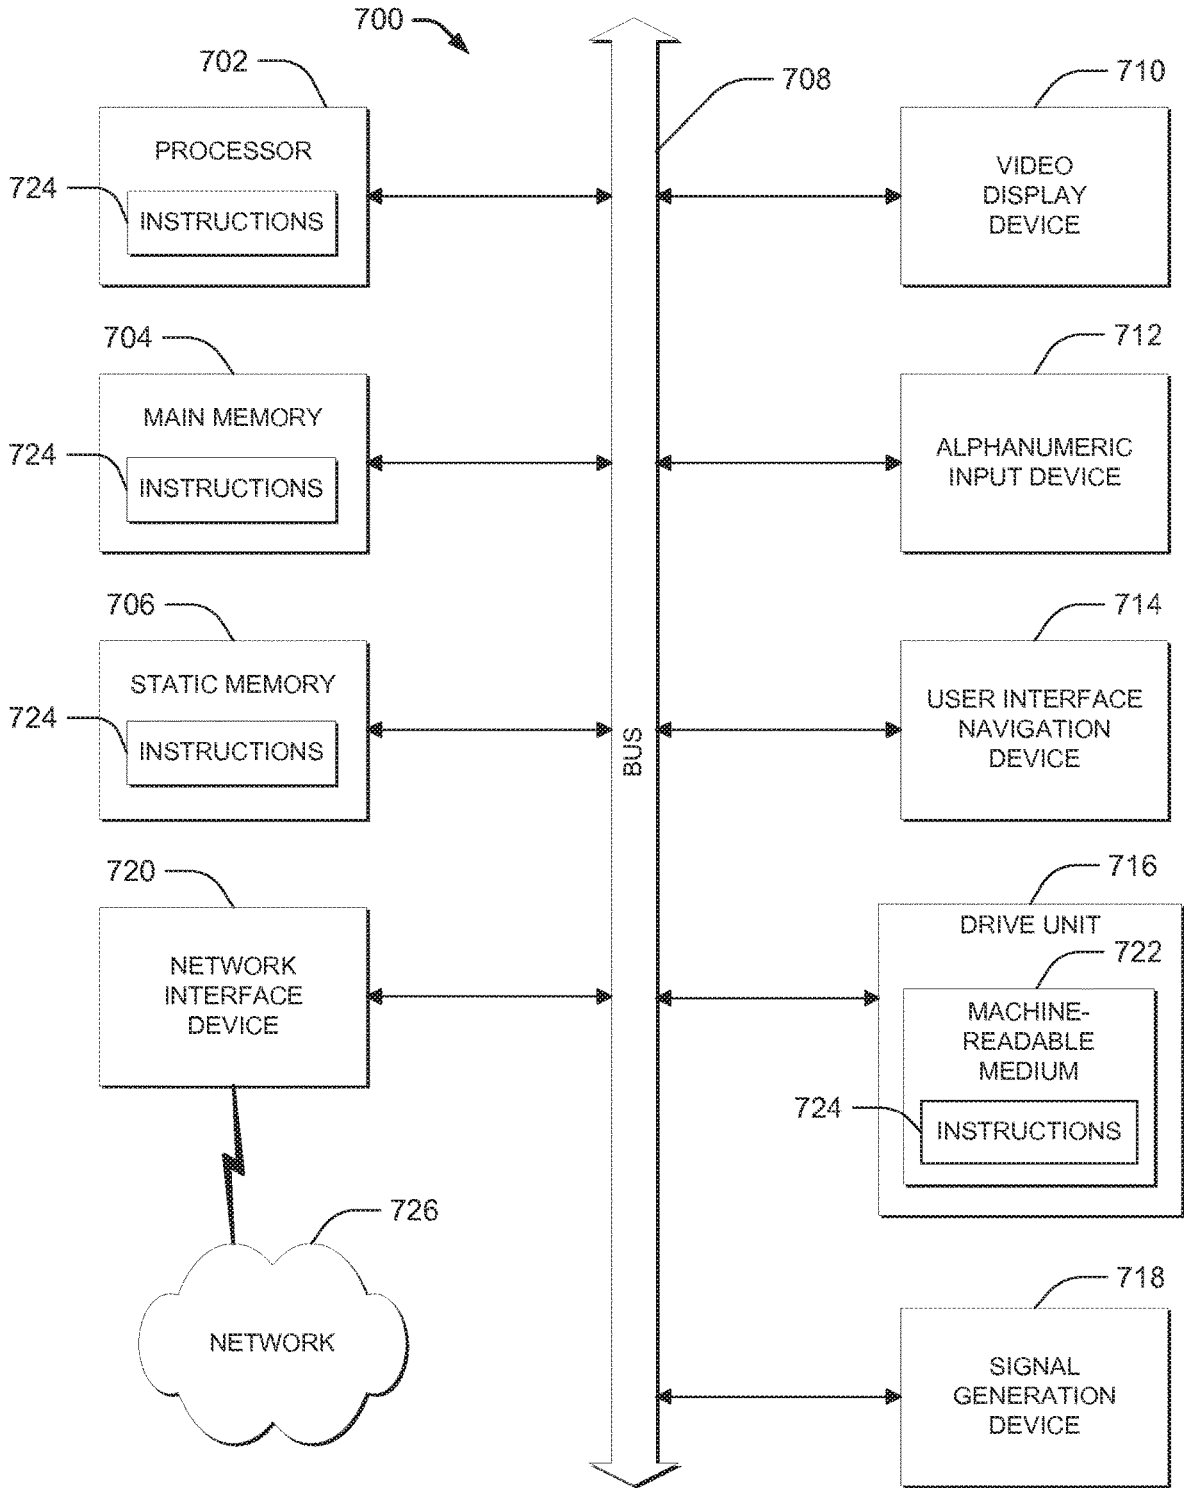 700
702
PROCESSOR
724
INSTRUCTIONS
704
MAIN MEMORY
724
INSTRUCTIONS
706
STATIC MEMORY
724
INSTRUCTIONS
720
NETWORK
INTERFACE
DEVICE
726
NETWORK
708
BUS
710
VIDEO
DISPLAY
DEVICE
712
ALPHANUMERIC
INPUT DEVICE
714
USER INTERFACE
NAVIGATION
DEVICE
716
DRIVE UNIT
722
MACHINE-
READABLE
MEDIUM
724
INSTRUCTIONS
718
SIGNAL
GENERATION
DEVICE